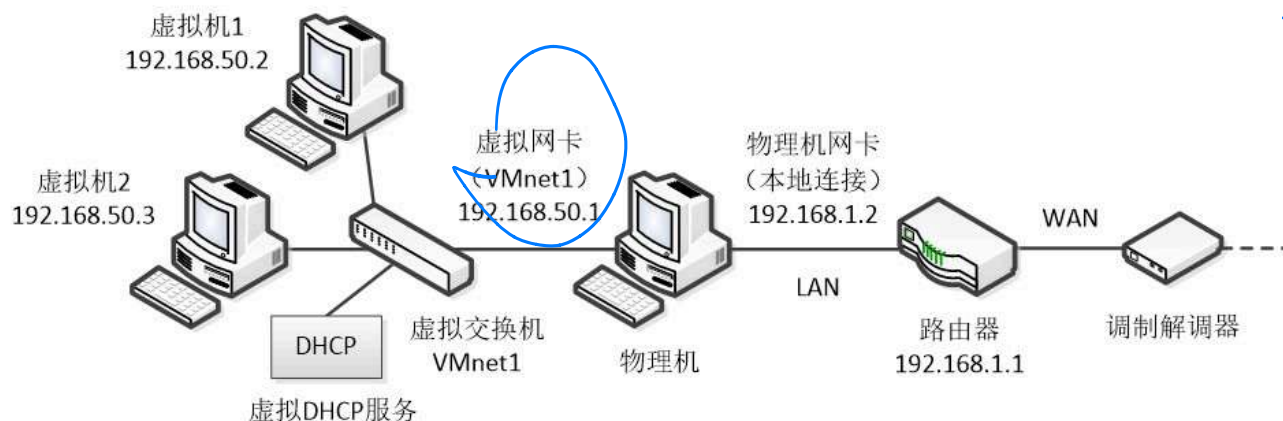 虚拟机1
192.168.50.2
虚拟机2
192.168.50.3
虚拟网卡
（VMnet1）
192.168.50.1
物理机网卡
（本地连接）
192.168.1.2
WAN
LAN
DHCP
虚拟DHCP服务
虚拟交换机
VMnet1
物理机
路由器
192.168.1.1
调制解调器